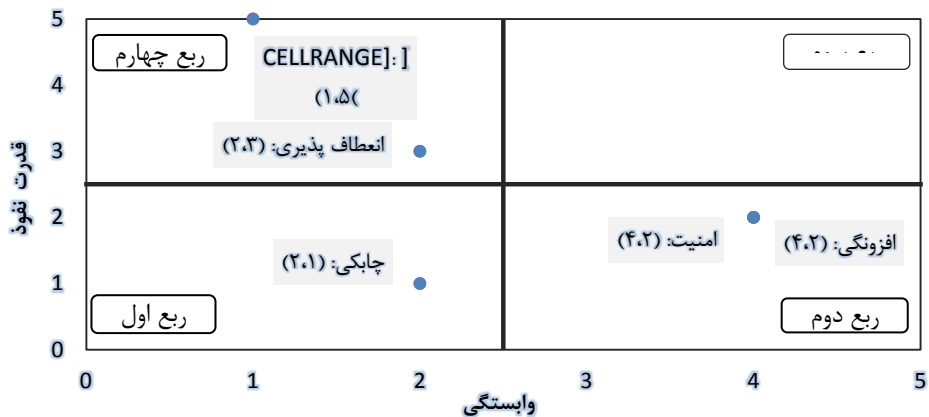 5
ربع چهارم
CELLRANGE]: ]
)۱،۵(
4
انعطاف پذیری: (۲،۳)
3
قدرت نفوذ
2
امنیت: (۴،۲)
افزونگی: (۴،۲)
چابکی: (۲،۱)
1
ربع اول
ربع دوم
0
0 1 2 3 4 5
وابستگی